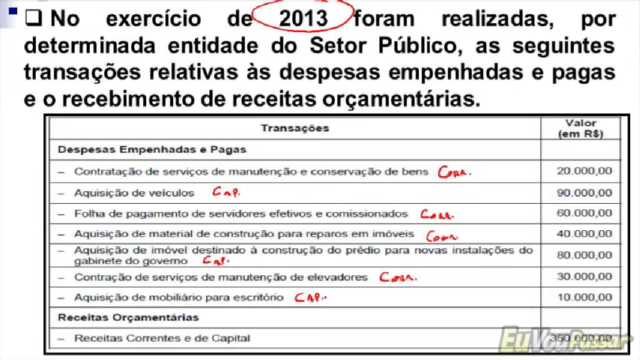 No exercício de 2013 foram realizadas, por
determinada entidade do Setor Público, as seguintes
transações relativas às despesas empenhadas e pagas
e o recebimento de receitas orçamentárias.
Transações Valor (em R$)
Despesas Empenhadas e Pagas
– Contratação de serviços de manutenção e conservação de bens Corr. 20.000,00
– Aquisição de veículos CAP. 90.000,00
– Folha de pagamento de servidores efetivos e comissionados Corr. 60.000,00
– Aquisição de material de construção para reparos em imóveis Corr 40.000,00
– Aquisição de imóvel destinado à construção do prédio para novas instalações do
gabinete do governo CAP. 80.000,00
– Contração de serviços de manutenção de elevadores Corr. 30.000,00
– Aquisição de mobiliário para escritório CAP. 10.000,00
Receitas Orçamentárias
– Receitas Correntes e de Capital 350.000,00
EuVouPassar